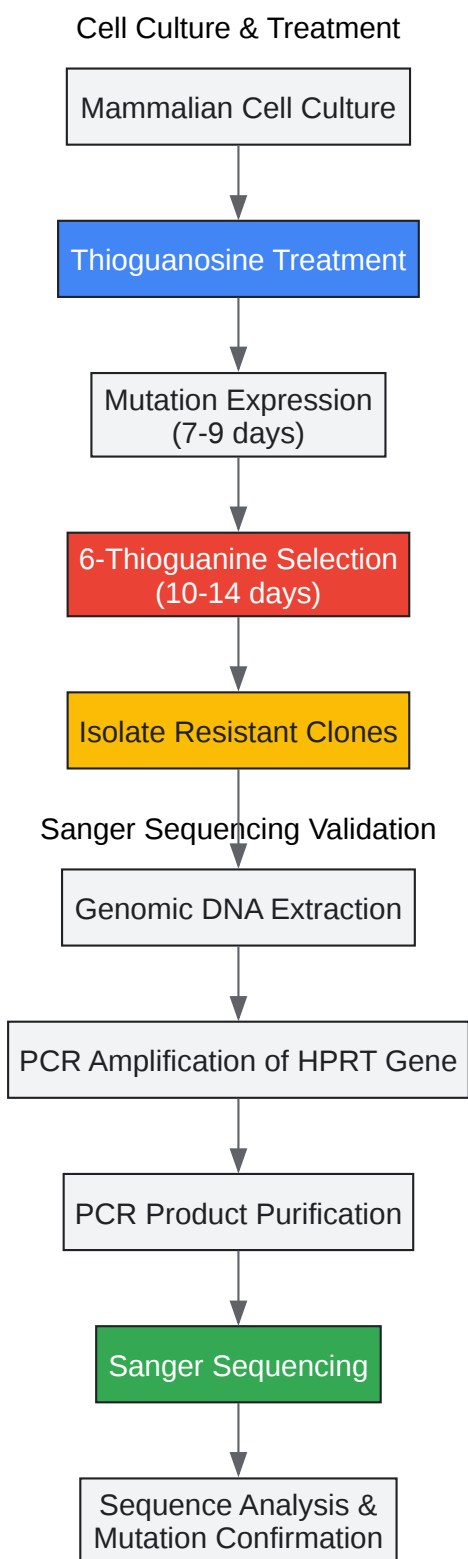 Cell Culture & Treatment
Mammalian Cell Culture
Thioguanosine Treatment
Mutation Expression
(7-9 days)
6-Thioguanine Selection
(10-14 days)
Isolate Resistant Clones
Sanger Sequencing Validation
Genomic DNA Extraction
PCR Amplification of HPRT Gene
PCR Product Purification
Sanger Sequencing
Sequence Analysis &
Mutation Confirmation